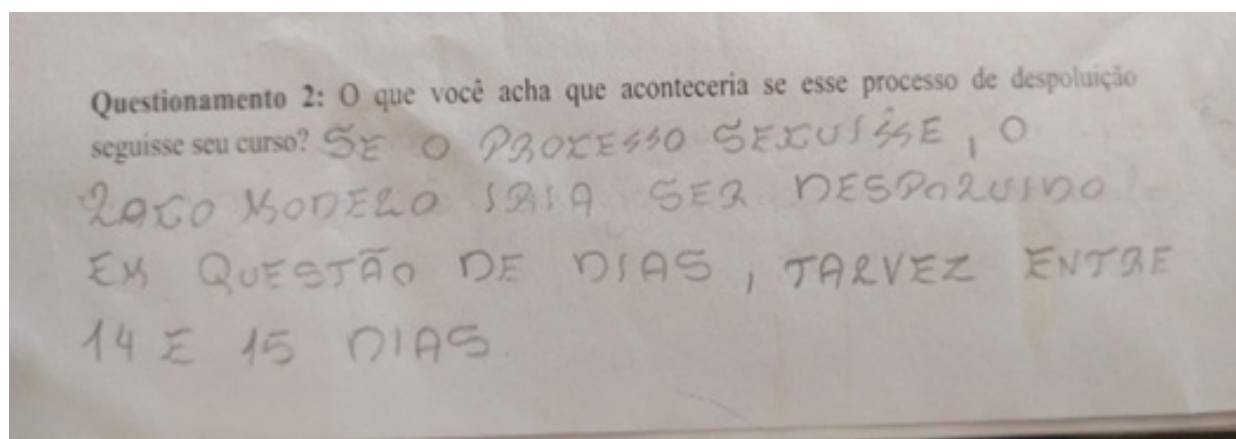 Questionamento 2: O que você acha que aconteceria se esse processo de despoluição
seguisse seu curso? SE O PROCESSO SEGUISSE, O
LAGO MODELO IRIA SER DESPOLUIDO
EM QUESTÃO DE DIAS, TALVEZ ENTRE
14 E 15 DIAS.